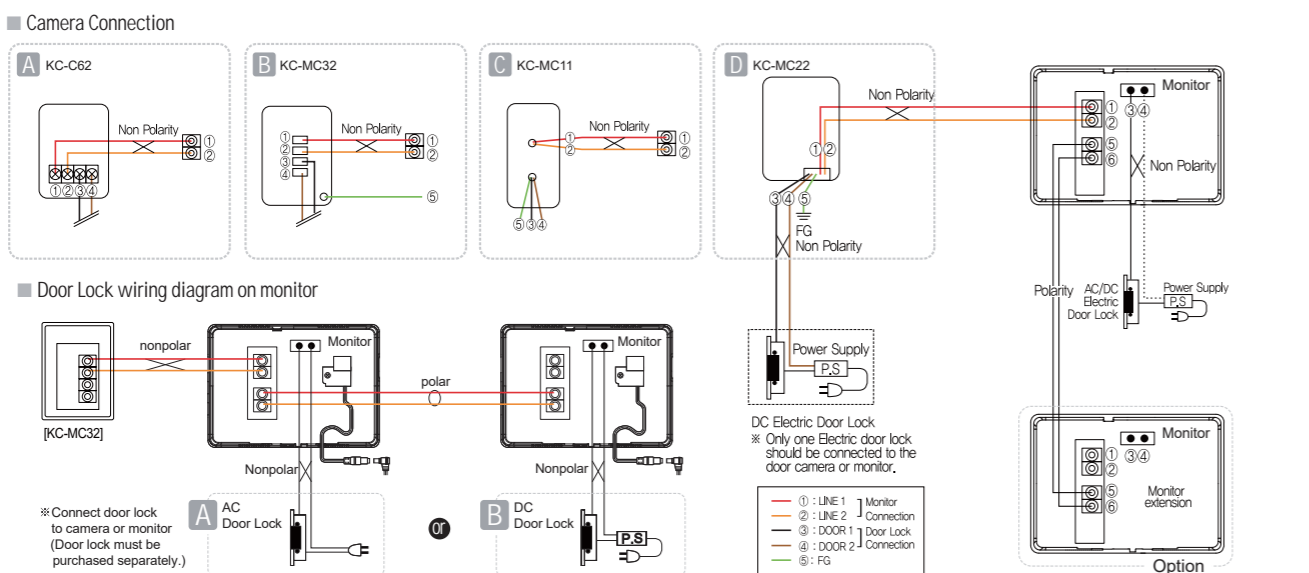 ■ Camera Connection
A KC-C62
Non Polarity
①
②
①②③④
B KC-MC32
①
②
③
④
Non Polarity
①
②
⑤
C KC-MC11
①
②
Non Polarity
①
②
⑤③④
D KC-MC22
Non Polarity
①②
③④⑤
FG
Non Polarity
Power Supply
P.S
DC Electric Door Lock
※ Only one Electric door lock
should be connected to the
door camera or monitor.
① : LINE 1
② : LINE 2
Monitor
Connection
③ : DOOR 1
④ : DOOR 2
Door Lock
Connection
⑤ : FG
Monitor
①
②
③④
⑤
⑥
Non Polarity
Polarity
AC/DC
Electric
Door Lock
Power Supply
P.S
Monitor
①
②
③④
⑤
⑥
Monitor
extension
Option
■ Door Lock wiring diagram on monitor
[KC-MC32]
nonpolar
Monitor
polar
Monitor
Nonpolar
Nonpolar
※Connect door lock
to camera or monitor
(Door lock must be
purchased separately.)
A AC
Door Lock
or
B DC
Door Lock
P.S